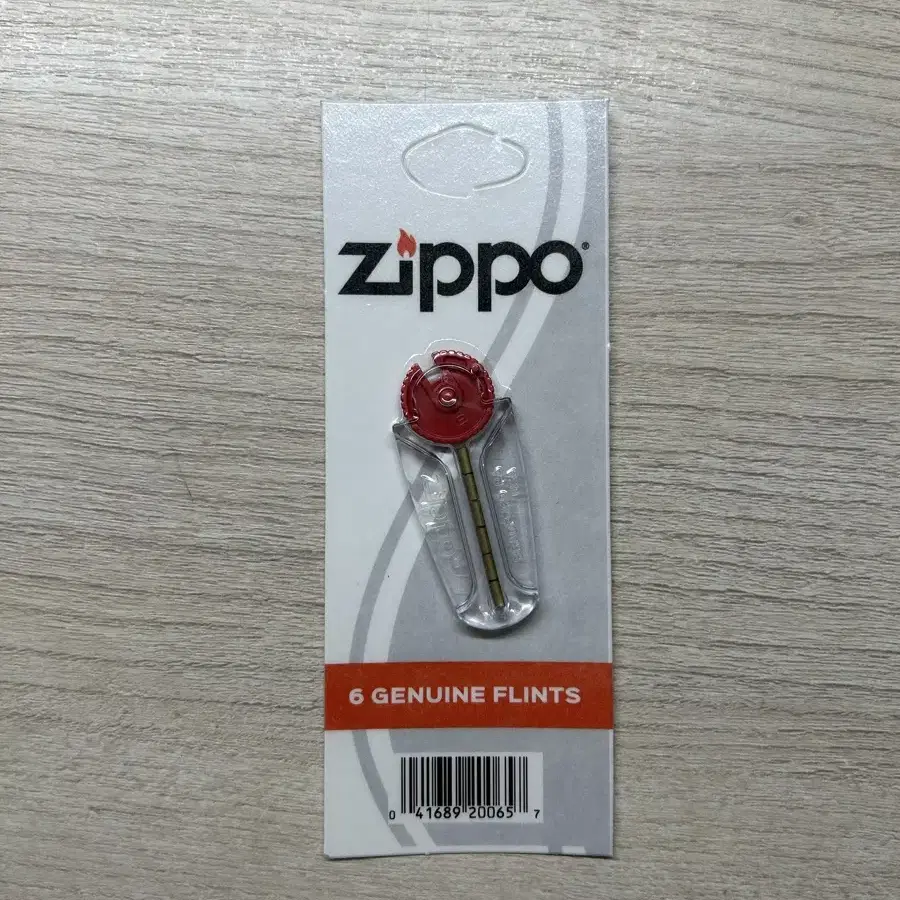 zippo®
6 GENUINE FLINTS
0 41689 20065 7